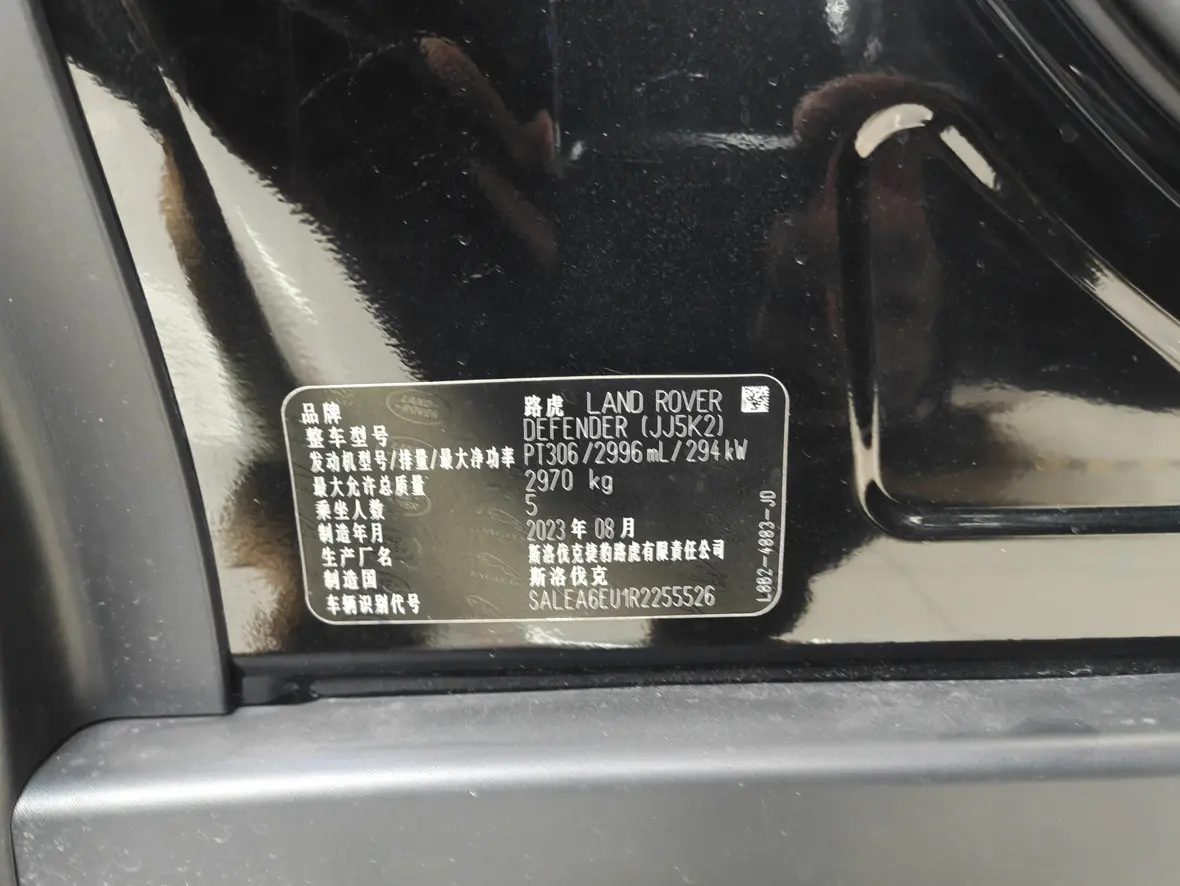 品牌 路虎 LAND ROVER
整车型号 DEFENDER (JJ5K2)
发动机型号/排量/最大净功率 PT306/2996mL/294kW
最大允许总质量 2970 kg
乘坐人数 5
制造年月 2023年08月
生产厂名 斯洛伐克捷豹路虎有限责任公司
制造国 斯洛伐克
车辆识别代号 SALEA6EU1R2255526
L8B2-4883-JD
LAND ROVER